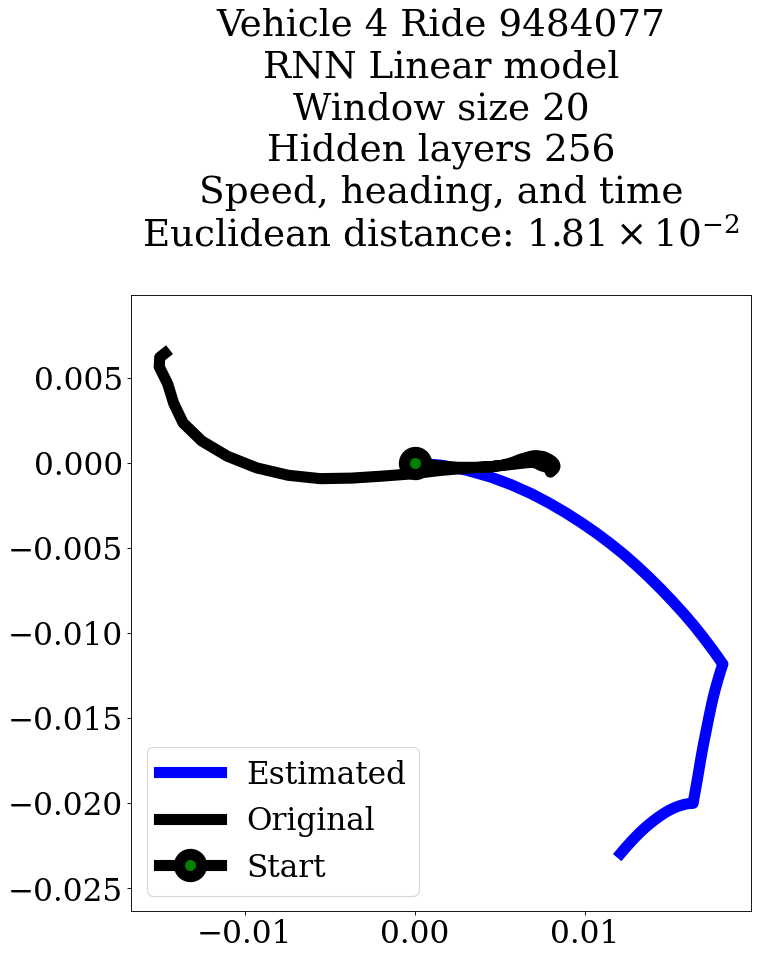 Vehicle 4 Ride 9484077
RNN Linear model
Window size 20
Hidden layers 256
Speed, heading, and time
Euclidean distance: 1.81 × 10⁻²
0.005
0.000
−0.005
−0.010
−0.015
−0.020
−0.025
Estimated
Original
Start
−0.01
0.00
0.01